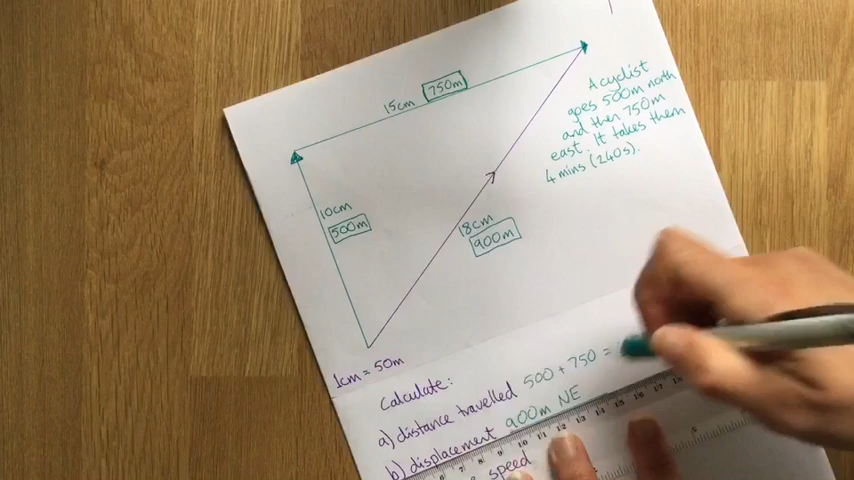 15cm 750m
A cyclist
goes 500m north
and then 750m
east. It takes them
4 mins (240s).
10cm
500m
18cm
900m
1cm = 50m
Calculate:
a) distance travelled 500 + 750 =
b) displacement 900m NE
speed